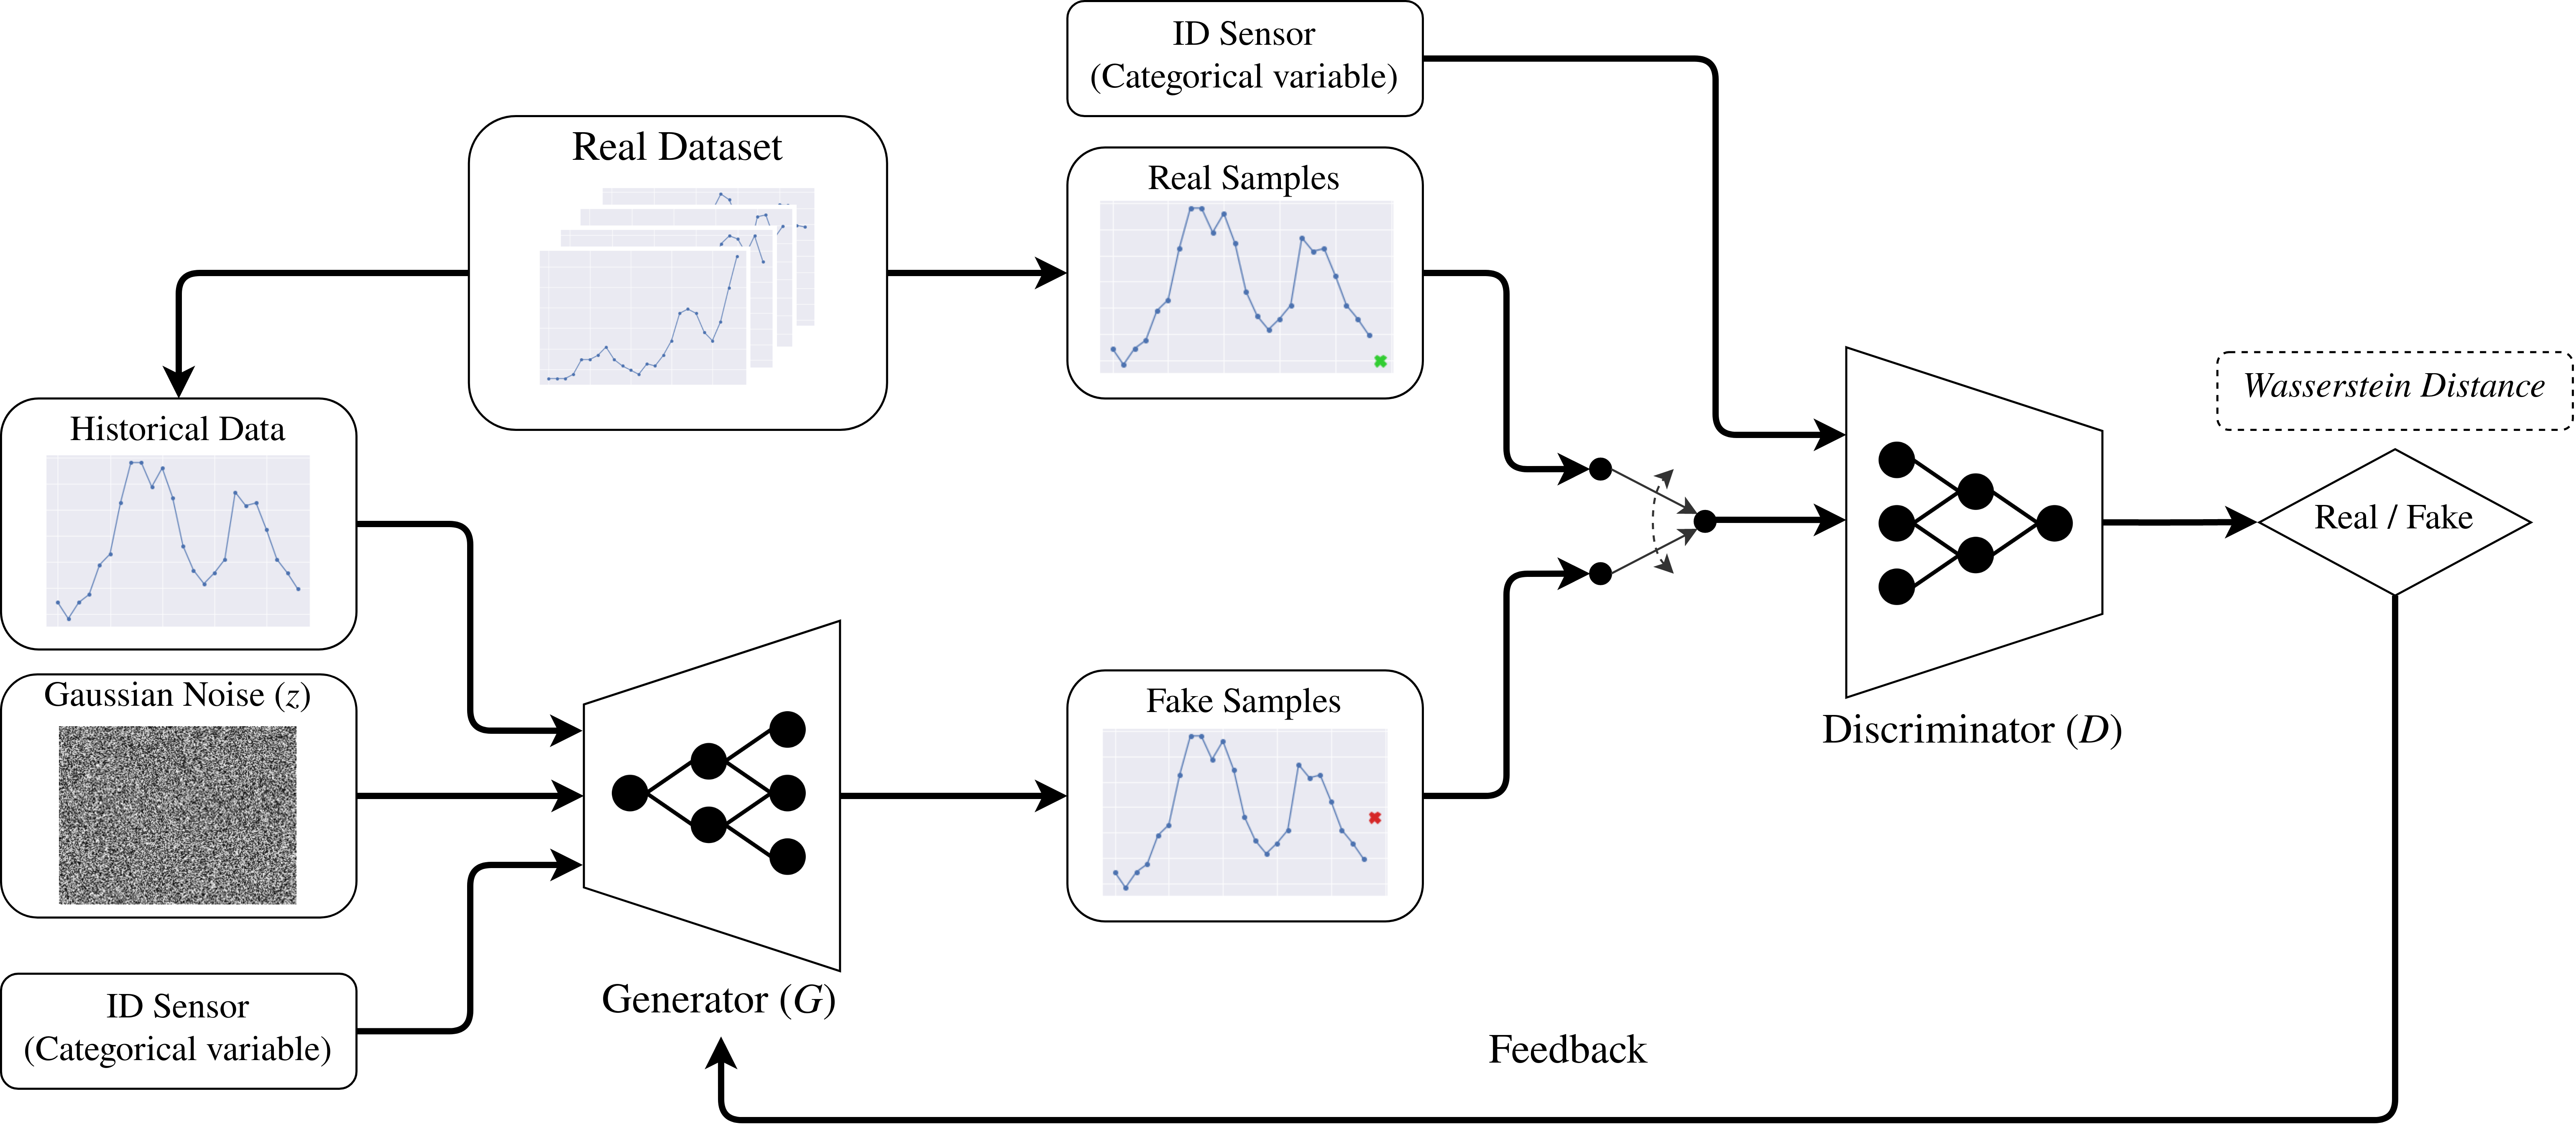 ID Sensor
(Categorical variable)
Real Dataset
Real Samples
Historical Data
Wasserstein Distance
Real / Fake
Gaussian Noise (z)
Fake Samples
Discriminator (D)
ID Sensor
(Categorical variable)
Generator (G)
Feedback